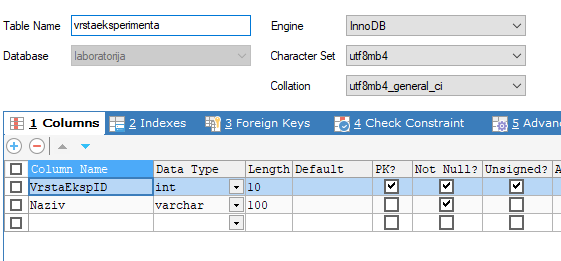 Table Name vrstaeksperimenta Engine InnoDB
Database laboratorija Character Set utf8mb4
Collation utf8mb4_general_ci
1 Columns 2 Indexes 3 Foreign Keys 4 Check Constraint 5 Advan
Column Name Data Type Length Default PK? Not Null? Unsigned? A
VrstaEkspID int 10
Naziv varchar 100